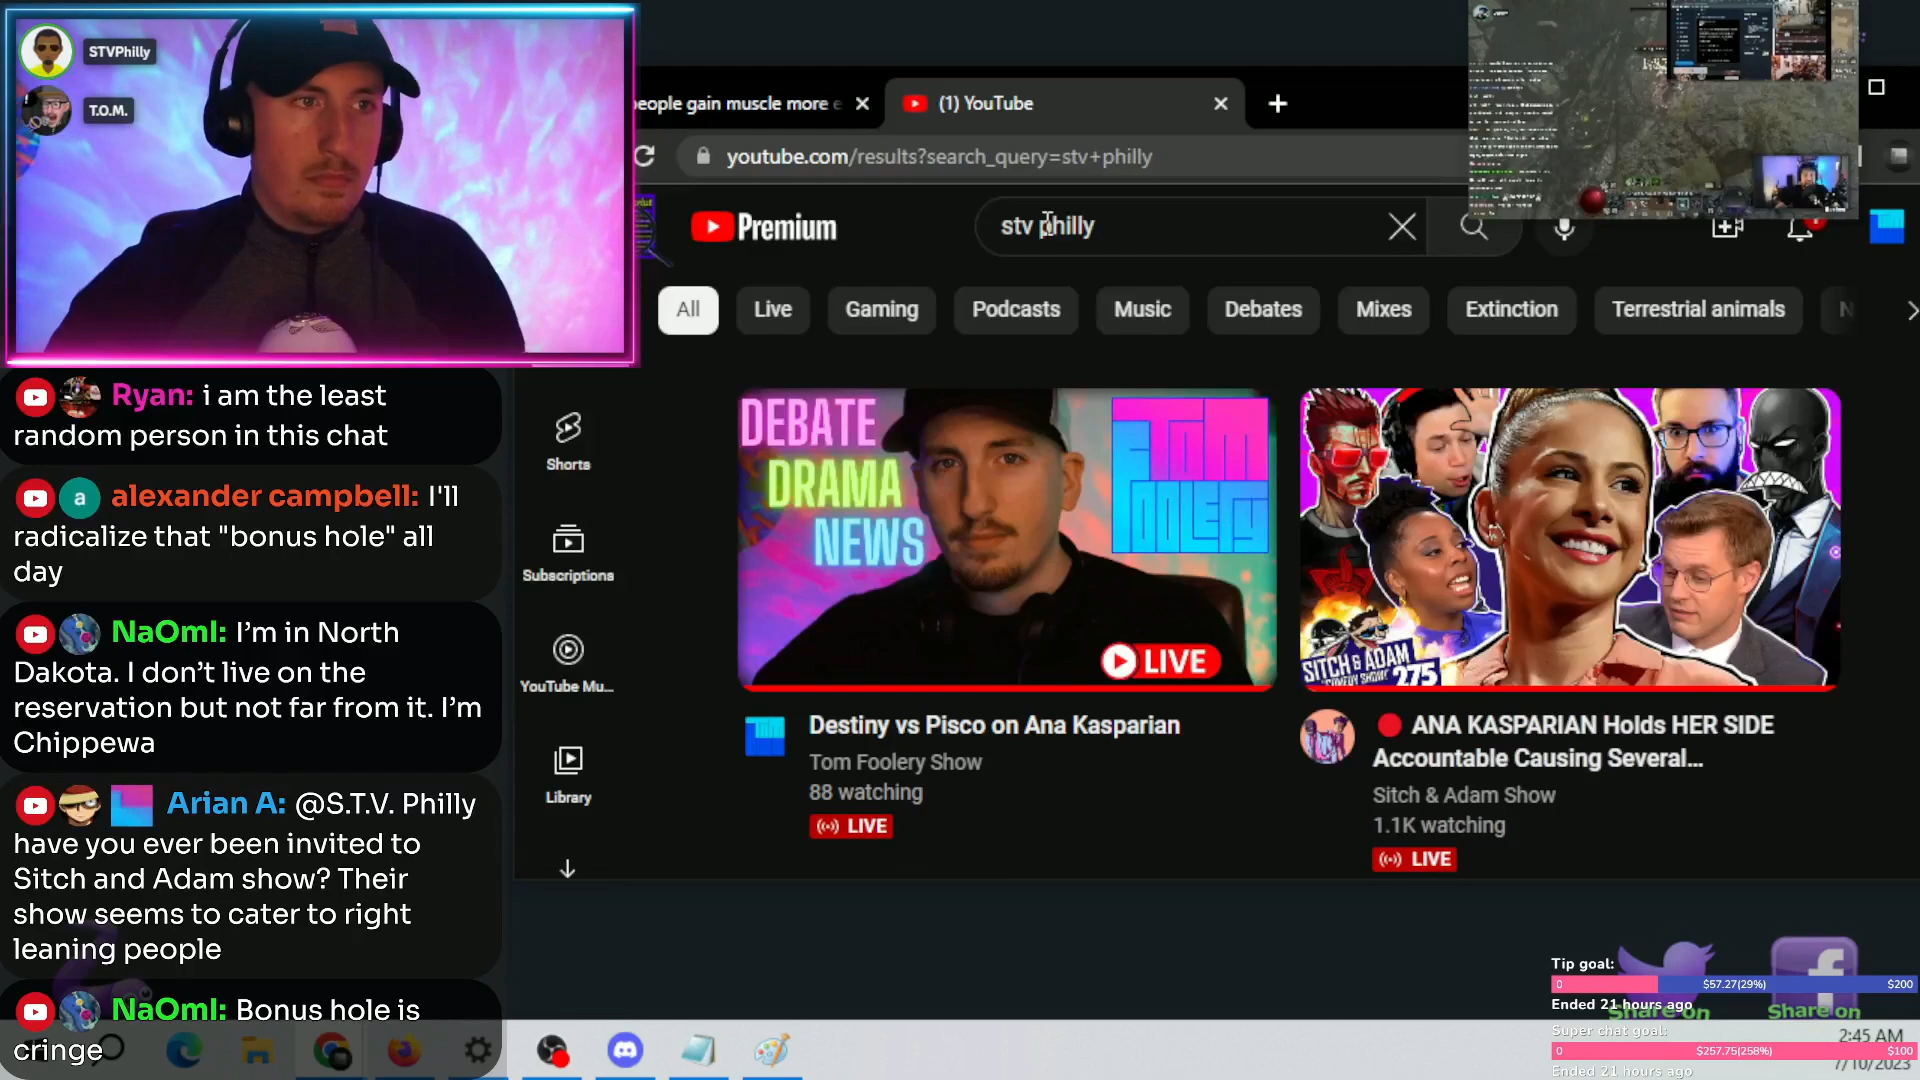 STVPhilly
T.O.M.
people gain muscle more e
(1) YouTube
youtube.com/results?search_query=stv+philly
Premium
stv philly
All
Live
Gaming
Podcasts
Music
Debates
Mixes
Extinction
Terrestrial animals
Ryan: i am the least
random person in this chat
a alexander campbell: I'll
radicalize that "bonus hole" all
day
NaOmI: I’m in North
Dakota. I don’t live on the
reservation but not far from it. I’m
Chippewa
Arian A: @S.T.V. Philly
have you ever been invited to
Sitch and Adam show? Their
show seems to cater to right
leaning people
NaOmI: Bonus hole is
cringe
Shorts
Subscriptions
YouTube Mu...
Library
DEBATE
DRAMA
NEWS
TOM
FOOLERY
LIVE
Destiny vs Pisco on Ana Kasparian
Tom Foolery Show
88 watching
LIVE
SITCH & ADAM
COMEDY SHOW!
275
ANA KASPARIAN Holds HER SIDE
Accountable Causing Several...
Sitch & Adam Show
1.1K watching
LIVE
Tip goal:
0 $57.27(29%) $200
Ended 21 hours ago
Share on
Share on
Super chat goal:
0 $257.75(258%) $100
Ended 21 hours ago
2:45 AM
7/10/2023